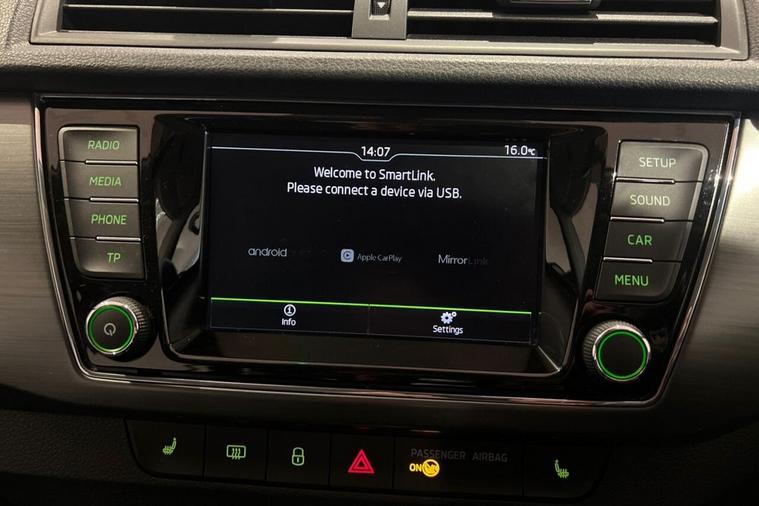 RADIO
MEDIA
PHONE
TP
14:07
16.0°C
Welcome to SmartLink.
Please connect a device via USB.
android
Apple CarPlay
MirrorLink
Info
Settings
SETUP
SOUND
CAR
MENU
PASSENGER AIRBAG
ON